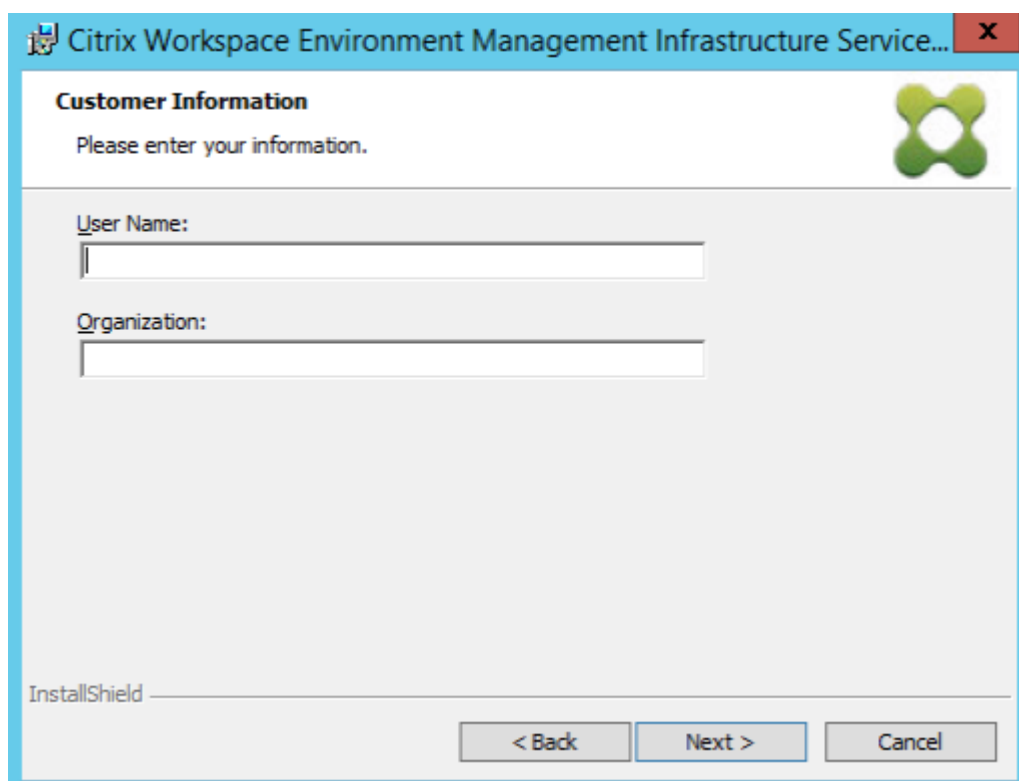 Citrix Workspace Environment Management Infrastructure Service...
x
Customer Information
Please enter your information.
User Name:
Organization:
InstallShield
< Back
Next >
Cancel